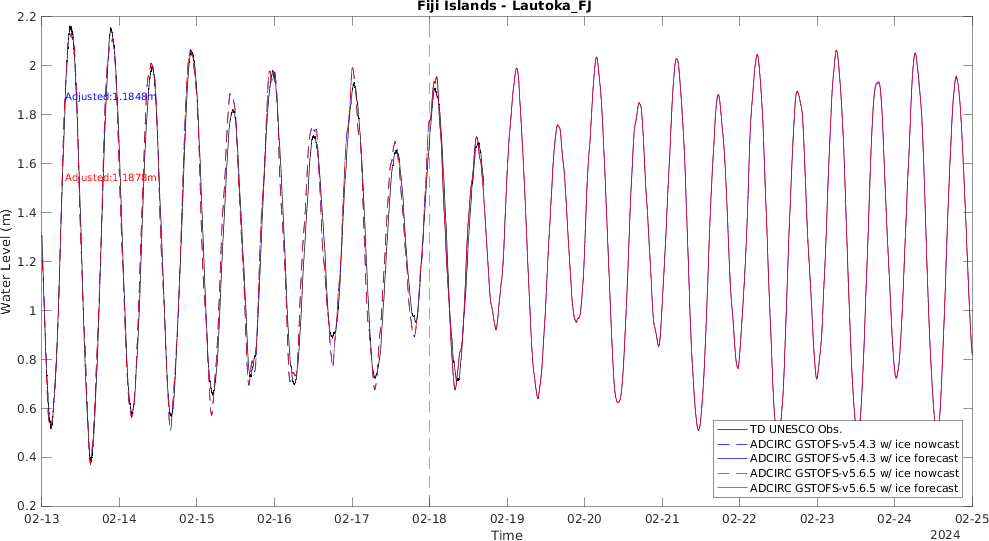 Fiji Islands - Lautoka_FJ
2.2
2
1.8
1.6
1.4
1.2
1
0.8
0.6
0.4
0.2
Water Level (m)
Adjusted:1.1848m
Adjusted:1.1878m
TD UNESCO Obs.
ADCIRC GSTOFS-v5.4.3 w/ ice nowcast
ADCIRC GSTOFS-v5.4.3 w/ ice forecast
ADCIRC GSTOFS-v5.6.5 w/ ice nowcast
ADCIRC GSTOFS-v5.6.5 w/ ice forecast
02-13 02-14 02-15 02-16 02-17 02-18 02-19 02-20 02-21 02-22 02-23 02-24 02-25
Time
2024